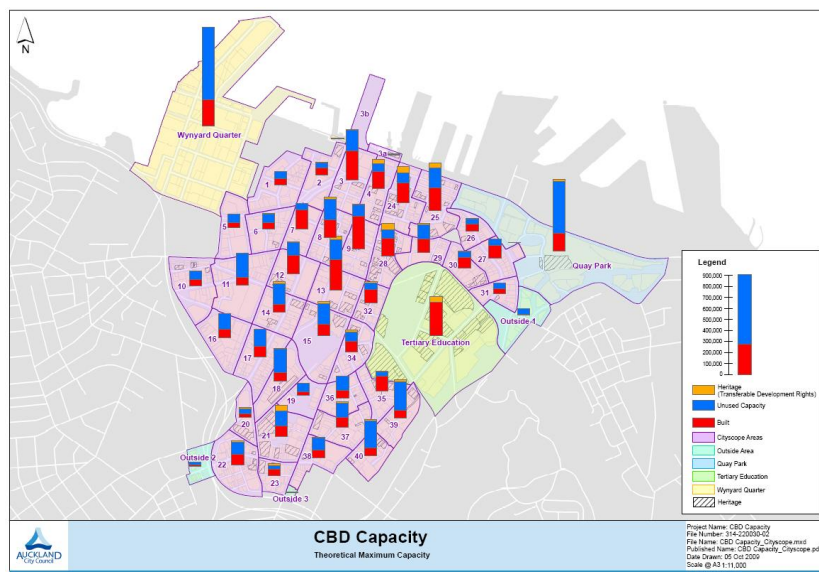 N
Wynyard Quarter
3b
3a
1
2
3
4
24
25
5
6
7
8
9
26
27
28
29
30
Quay Park
10
11
12
13
31
14
32
Outside 4
16
15
Tertiary Education
17
34
18
35
19
36
39
20
21
37
40
Outside 2
22
38
23
Outside 3
Legend
900,000
800,000
700,000
600,000
500,000
400,000
300,000
200,000
100,000
0
Heritage
(Transferable Development Rights)
Unused Capacity
Built
Cityscope Areas
Outside Area
Quay Park
Tertiary Education
Wynyard Quarter
Heritage
AUCKLAND
City Council
CBD Capacity
Theoretical Maximum Capacity
Project Name: CBD Capacity
File Number: 314-220030-02
File Name: CBD Capacity_Cityscope.mxd
Published Name: CBD Capacity_Cityscope.pd
Date Drawn: 05 Oct 2009
Scale @ A3 1:11,000